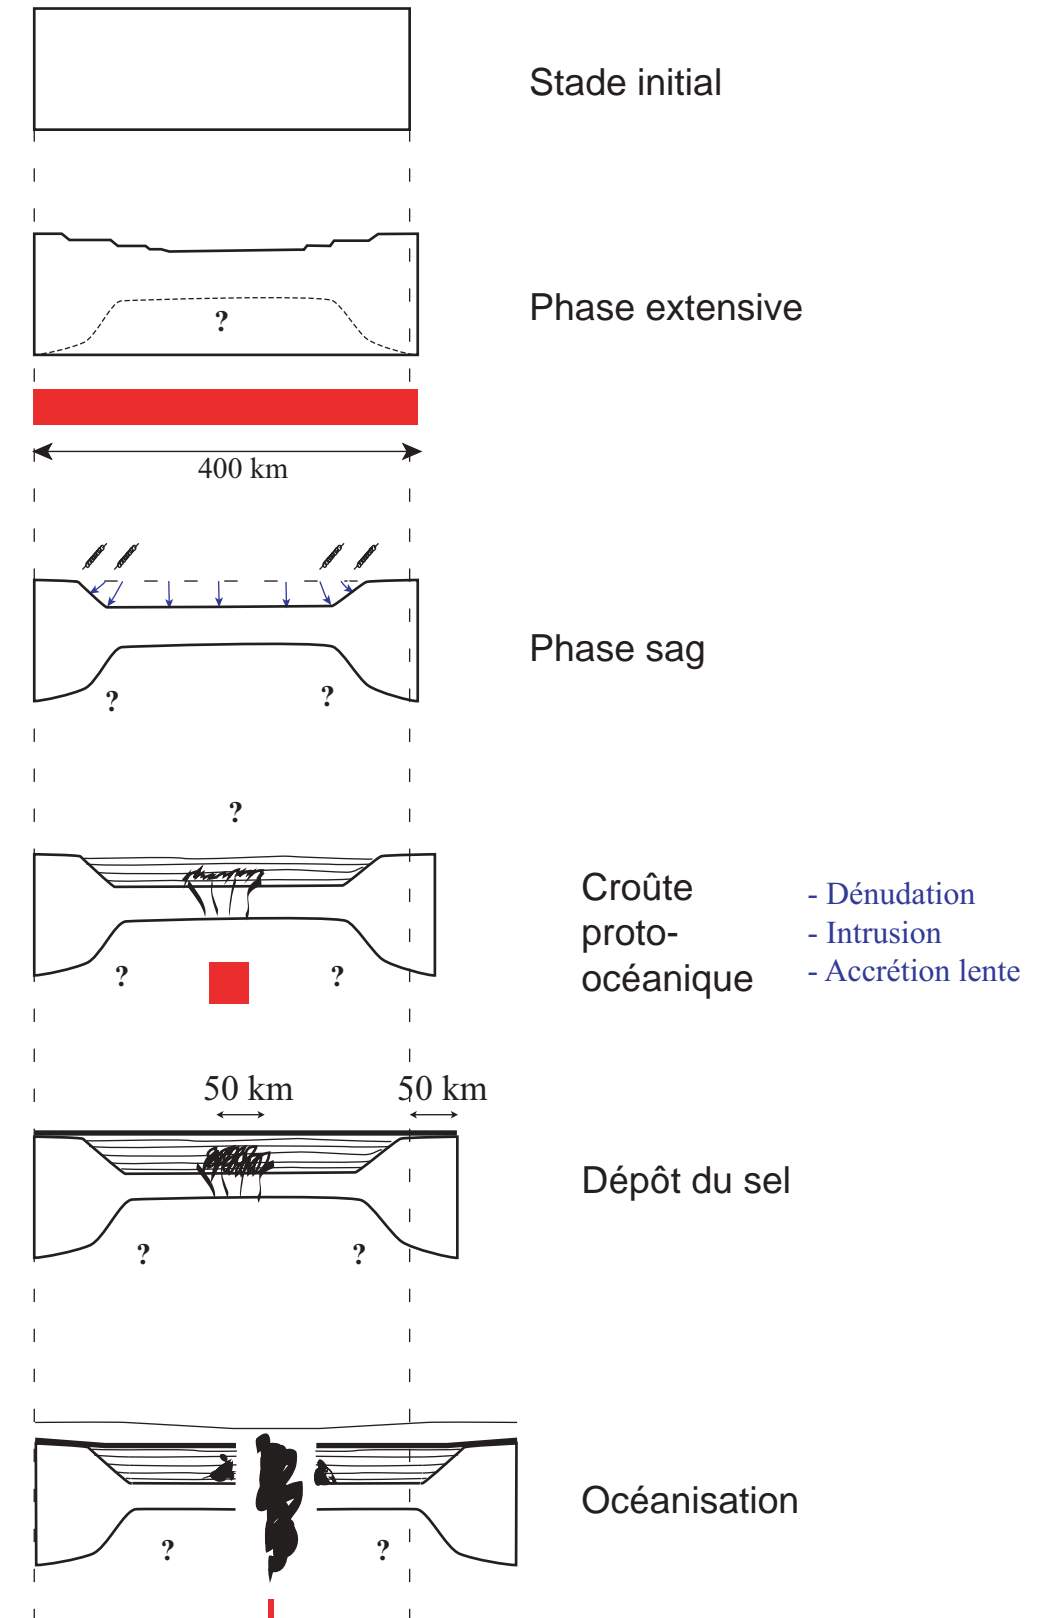 Stade initial
Phase extensive
?
400 km
Phase sag
? ?
?
Croûte
proto-
océanique
- Dénudation
- Intrusion
- Accrétion lente
? ?
50 km 50 km
Dépôt du sel
? ?
Océanisation
? ?